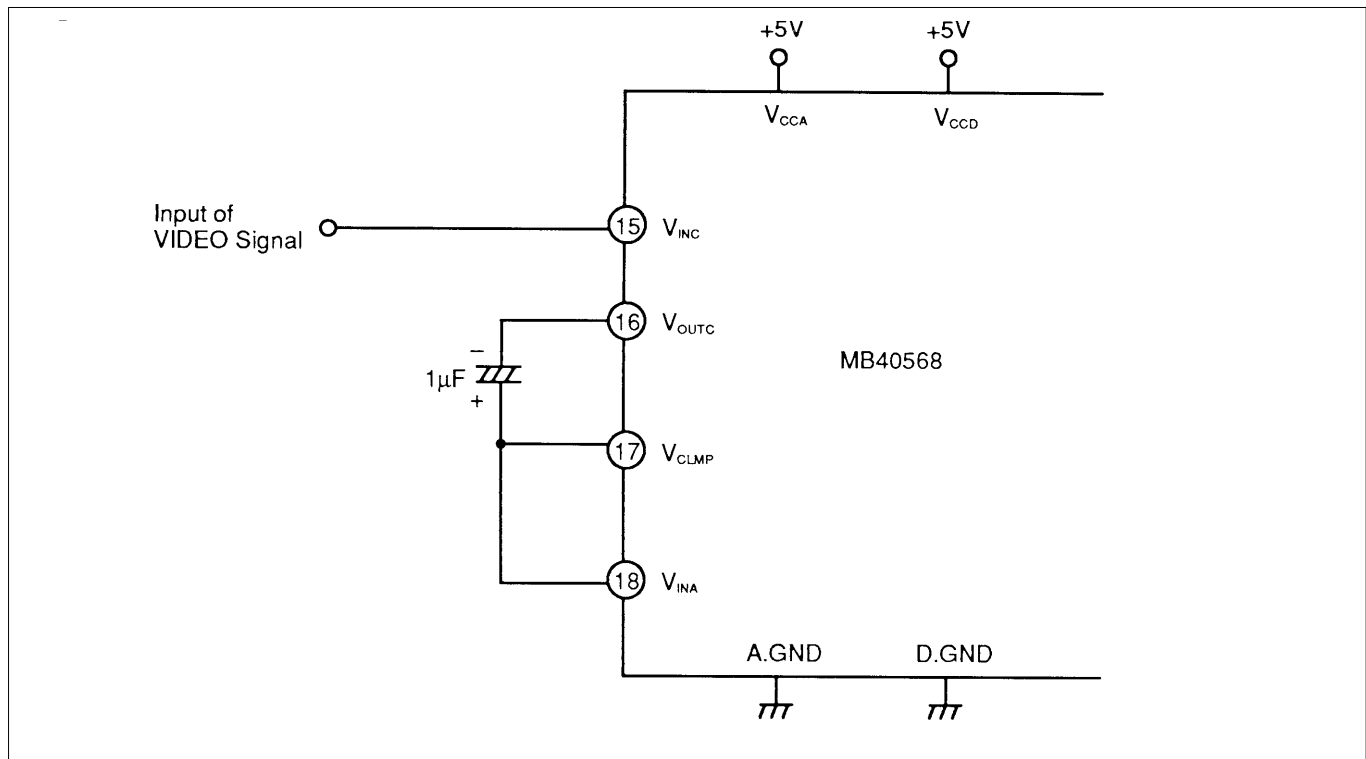 +5V
+5V
VCCA
VCCD
Input of
VIDEO Signal
15
VINC
16
VOUTC
−
1µF
+
MB40568
17
VCLMP
18
VINA
A.GND
D.GND